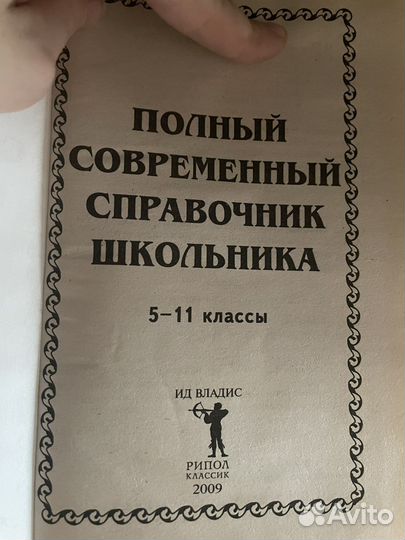 ПОЛНЫЙ
СОВРЕМЕННЫЙ
СПРАВОЧНИК
ШКОЛЬНИКА
5–11 классы
ИД ВЛАДИС
РИПОЛ
КЛАССИК
2009
Avito